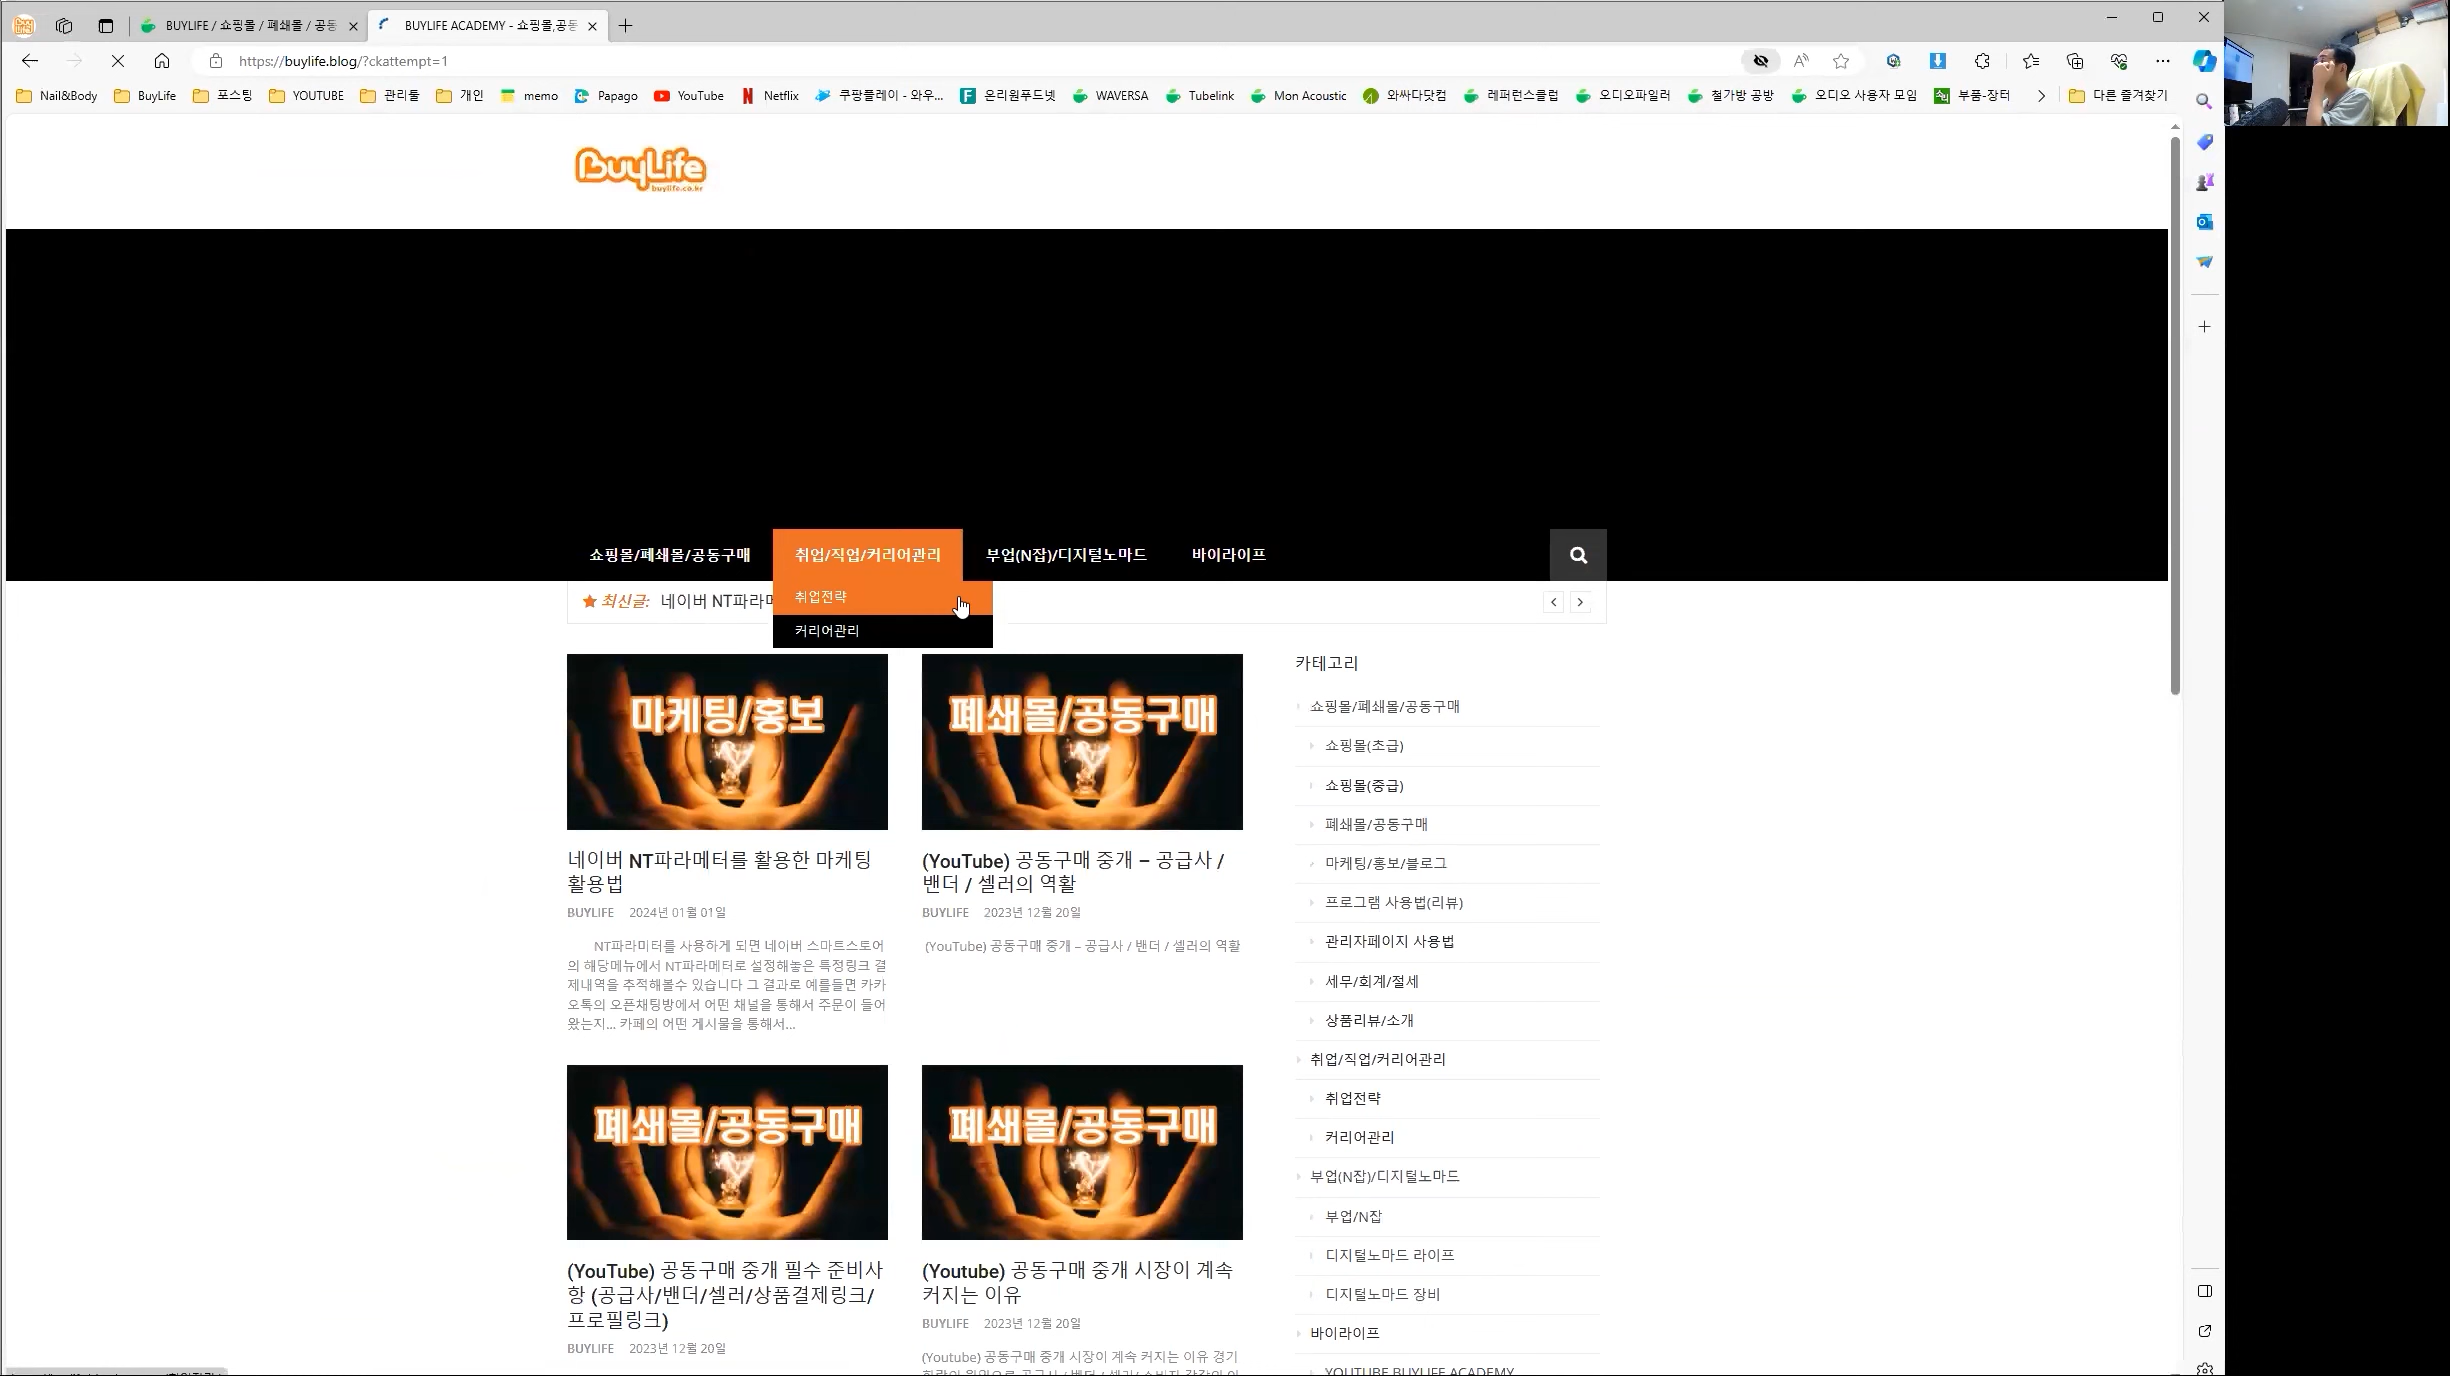 BUYLIFE / 쇼핑몰 / 폐쇄몰 / 공동
BUYLIFE ACADEMY - 쇼핑몰,공동
https://buylife.blog/?ckattempt=1
Nail&Body
BuyLife
포스팅
YOUTUBE
관리툴
개인
memo
Papago
YouTube
Netflix
쿠팡플레이 - 와우...
온리원푸드넷
WAVERSA
Tubelink
Mon Acoustic
와싸다닷컴
레퍼런스클럽
오디오파일러
철가방 공방
오디오 사용자 모임
부품-장터
다른 즐겨찾기
BuyLife
buylife.co.kr
쇼핑몰/폐쇄몰/공동구매
취업/직업/커리어관리
부업(N잡)/디지털노마드
바이라이프
최신글:
네이버 NT파라메
취업전략
커리어관리
마케팅/홍보
네이버 NT파라메터를 활용한 마케팅
활용법
BUYLIFE 2024년 01월 01일
NT파라미터를 사용하게 되면 네이버 스마트스토어
의 해당메뉴에서 NT파라메터로 설정해놓은 특정링크 결
제내역을 추적해볼수 있습니다 그 결과로 예를들면 카카
오톡의 오픈채팅방에서 어떤 채널을 통해서 주문이 들어
왔는지... 카페의 어떤 게시물을 통해서...
폐쇄몰/공동구매
(YouTube) 공동구매 중개 – 공급사 /
밴더 / 셀러의 역활
BUYLIFE 2023년 12월 20일
(YouTube) 공동구매 중개 – 공급사 / 밴더 / 셀러의 역활
폐쇄몰/공동구매
(YouTube) 공동구매 중개 필수 준비사
항 (공급사/밴더/셀러/상품결제링크/
프로필링크)
BUYLIFE 2023년 12월 20일
폐쇄몰/공동구매
(Youtube) 공동구매 중개 시장이 계속
커지는 이유
BUYLIFE 2023년 12월 20일
(Youtube) 공동구매 중개 시장이 계속 커지는 이유 경기
카테고리
쇼핑몰/폐쇄몰/공동구매
쇼핑몰(초급)
쇼핑몰(중급)
폐쇄몰/공동구매
마케팅/홍보/블로그
프로그램 사용법(리뷰)
관리자페이지 사용법
세무/회계/절세
상품리뷰/소개
취업/직업/커리어관리
취업전략
커리어관리
부업(N잡)/디지털노마드
부업/N잡
디지털노마드 라이프
디지털노마드 장비
바이라이프
YOUTUBE BUYLIFE ACADEMY